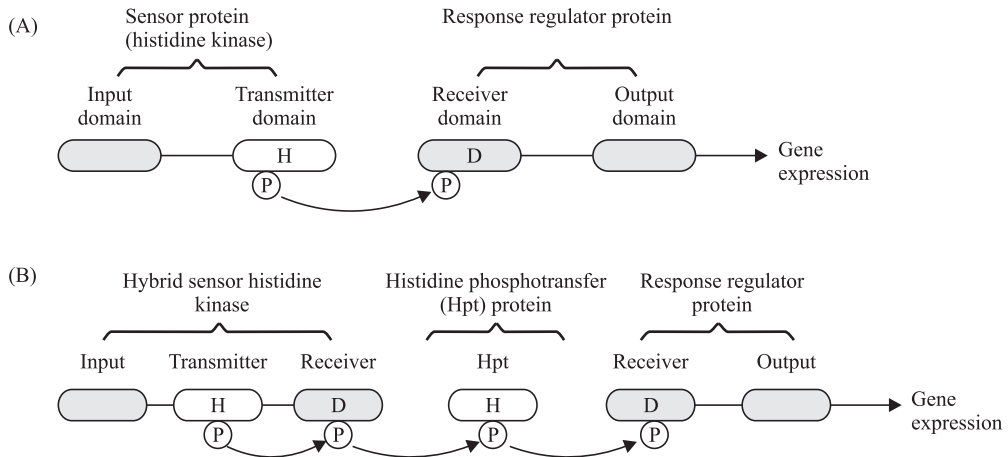 (A)
Sensor protein
(histidine kinase)
Response regulator protein
Input
domain
Transmitter
domain
Receiver
domain
Output
domain
H
D
P
P
Gene
expression
(B)
Hybrid sensor histidine
kinase
Histidine phosphotransfer
(Hpt) protein
Response regulator
protein
Input
Transmitter
Receiver
Hpt
Receiver
Output
H
D
H
D
P
P
P
P
Gene
expression